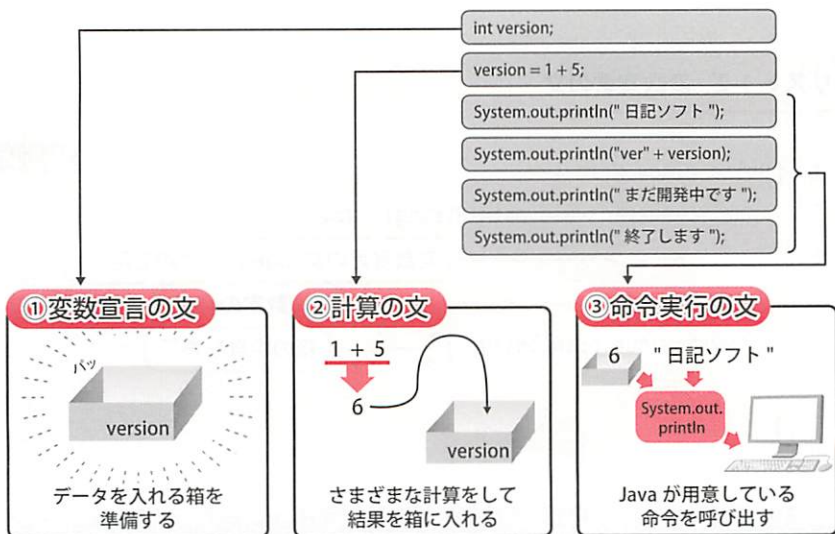 int version;
version = 1 + 5;
System.out.println(" 日記ソフト ");
System.out.println("ver" + version);
System.out.println(" まだ開発中です ");
System.out.println(" 終了します ");
①変数宣言の文
パッ
version
データを入れる箱を
準備する
②計算の文
1 + 5
6
version
さまざまな計算をして
結果を箱に入れる
③命令実行の文
6
" 日記ソフト "
System.out.
println
Java が用意している
命令を呼び出す